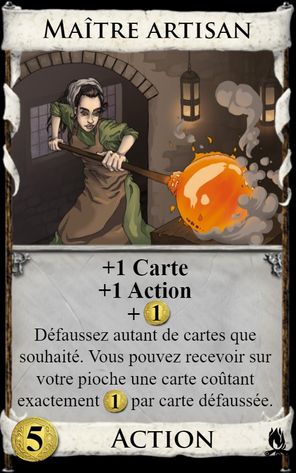 MAÎTRE ARTISAN
+1 Carte
+1 Action
+ 1
Défaussez autant de cartes que
souhaité. Vous pouvez recevoir sur
votre pioche une carte coûtant
exactement 1 par carte défaussée.
5 ACTION